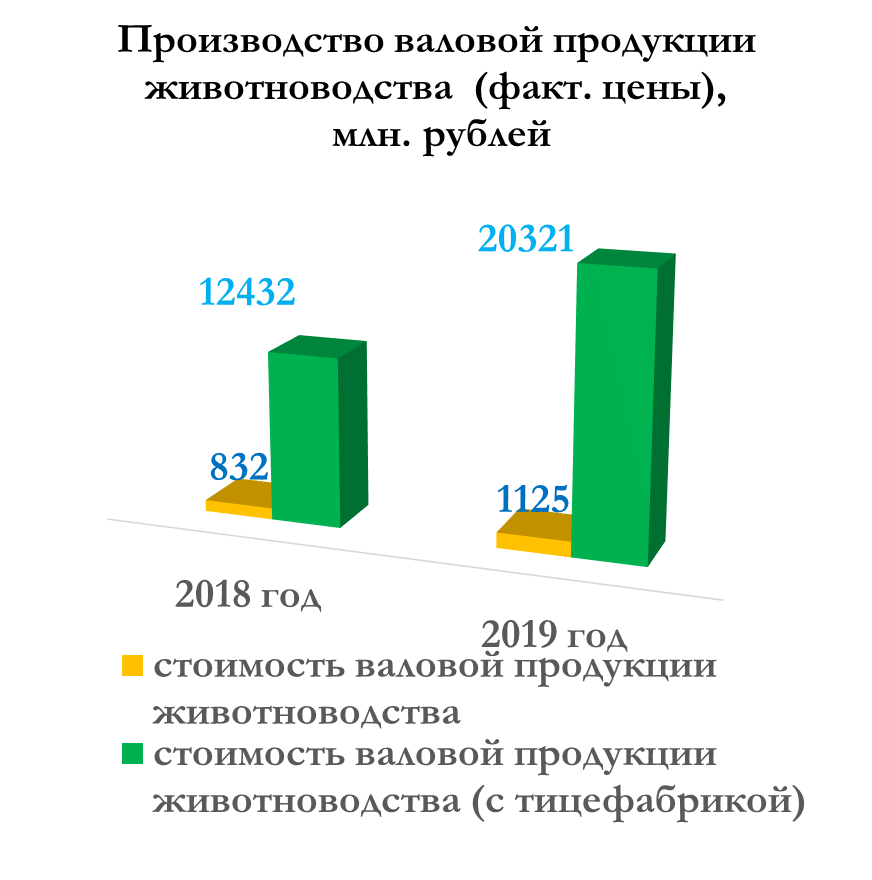 Производство валовой продукции
животноводства (факт. цены),
млн. рублей
20321
12432
832
1125
2018 год
2019 год
стоимость валовой продукции
животноводства
стоимость валовой продукции
животноводства (с тицефабрикой)